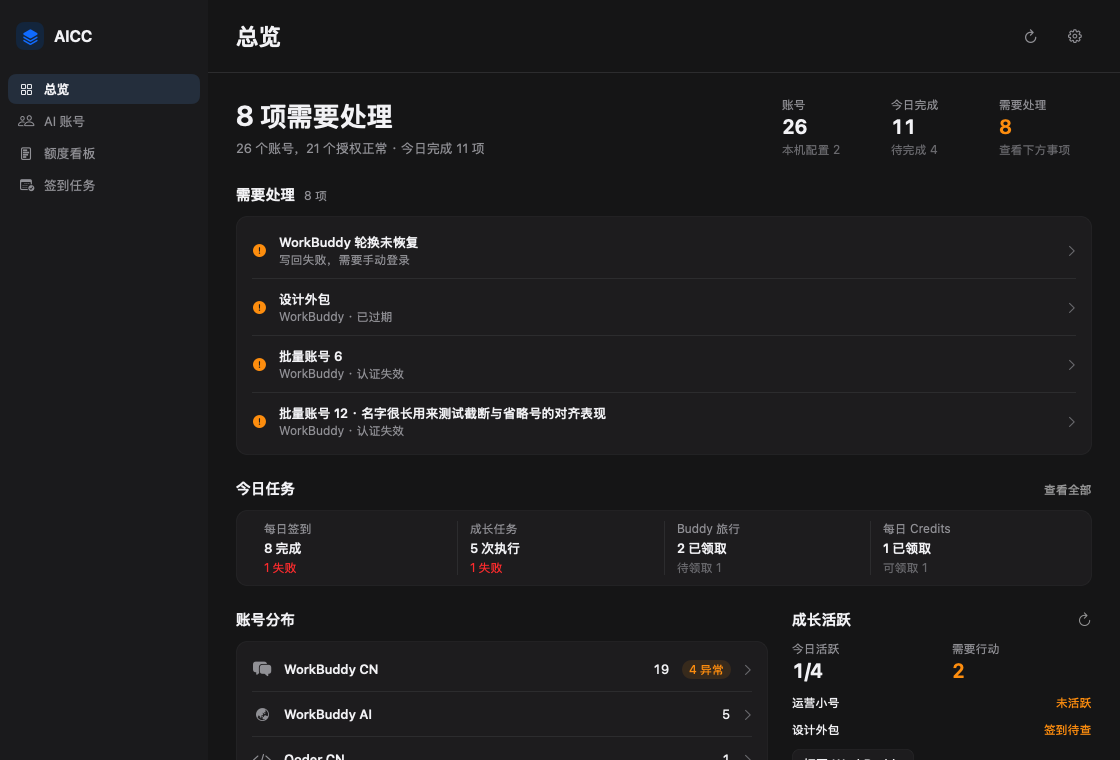 AICC
总览
AI 账号
额度看板
签到任务
总览
8 项需要处理
26 个账号，21 个授权正常 · 今日完成 11 项
账号
26
本机配置 2
今日完成
11
待完成 4
需要处理
8
查看下方事项
需要处理 8 项
WorkBuddy 轮换未恢复
写回失败，需要手动登录
设计外包
WorkBuddy · 已过期
批量账号 6
WorkBuddy · 认证失效
批量账号 12 · 名字很长用来测试截断与省略号的对齐表现
WorkBuddy · 认证失效
今日任务
查看全部
每日签到
8 完成
1 失败
成长任务
5 次执行
1 失败
Buddy 旅行
2 已领取
待领取 1
每日 Credits
1 已领取
可领取 1
账号分布
WorkBuddy CN 19 4 异常
WorkBuddy AI 5
Qoder CN 1
成长活跃
今日活跃
1/4
需要行动
2
运营小号 未活跃
设计外包 签到待查